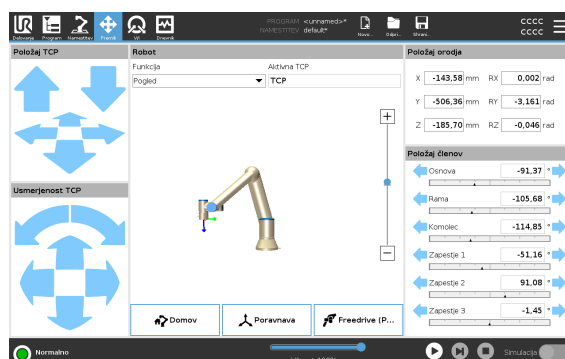 PROGRAM <unnamed>*
NAMESTITEV default*
Delovanje Program Namestitev Premik I/O Dnevnik
Novo... Odpri... Shrani...
CCCC
CCCC
Položaj TCP
Robot
Položaj orodja
Funkcija
Aktivna TCP
Pogled
TCP
X -143,58 mm RX 0,002 rad
Y -506,36 mm RY -3,161 rad
Z -185,70 mm RZ -0,046 rad
Položaj členov
Osnova -91,37 °
Rama -105,68 °
Usmerjenost TCP
Komolec -114,85 °
Zapestje 1 -51,16 °
Zapestje 2 91,08 °
Zapestje 3 -1,45 °
Domov
Poravnava
Freedrive (P...
Normalno
Simulacija